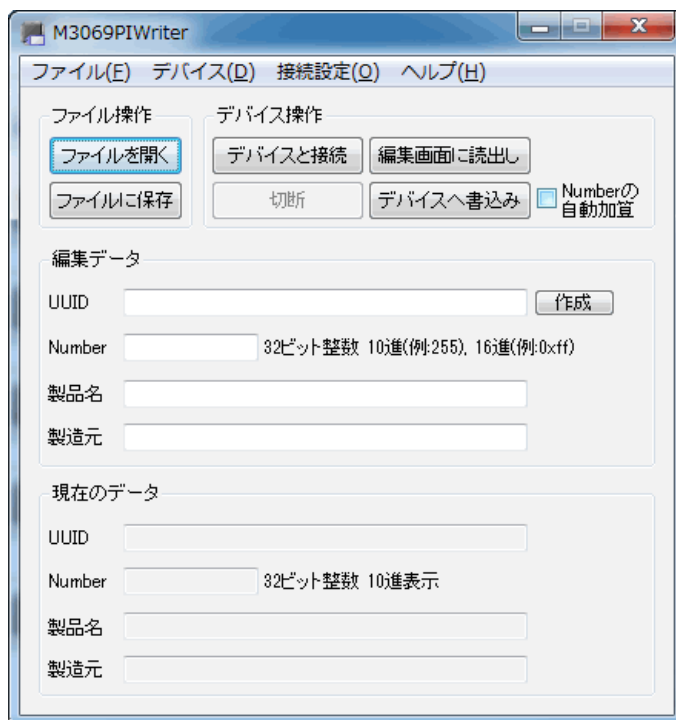 M3069PIWriter
ファイル(F) デバイス(D) 接続設定(O) ヘルプ(H)
ファイル操作 デバイス操作
ファイルを開く デバイスと接続 編集画面に読出し
ファイルに保存 切断 デバイスへ書込み Numberの
自動加算
編集データ
UUID 作成
Number 32ビット整数 10進(例:255), 16進(例:0xff)
製品名
製造元
現在のデータ
UUID
Number 32ビット整数 10進表示
製品名
製造元